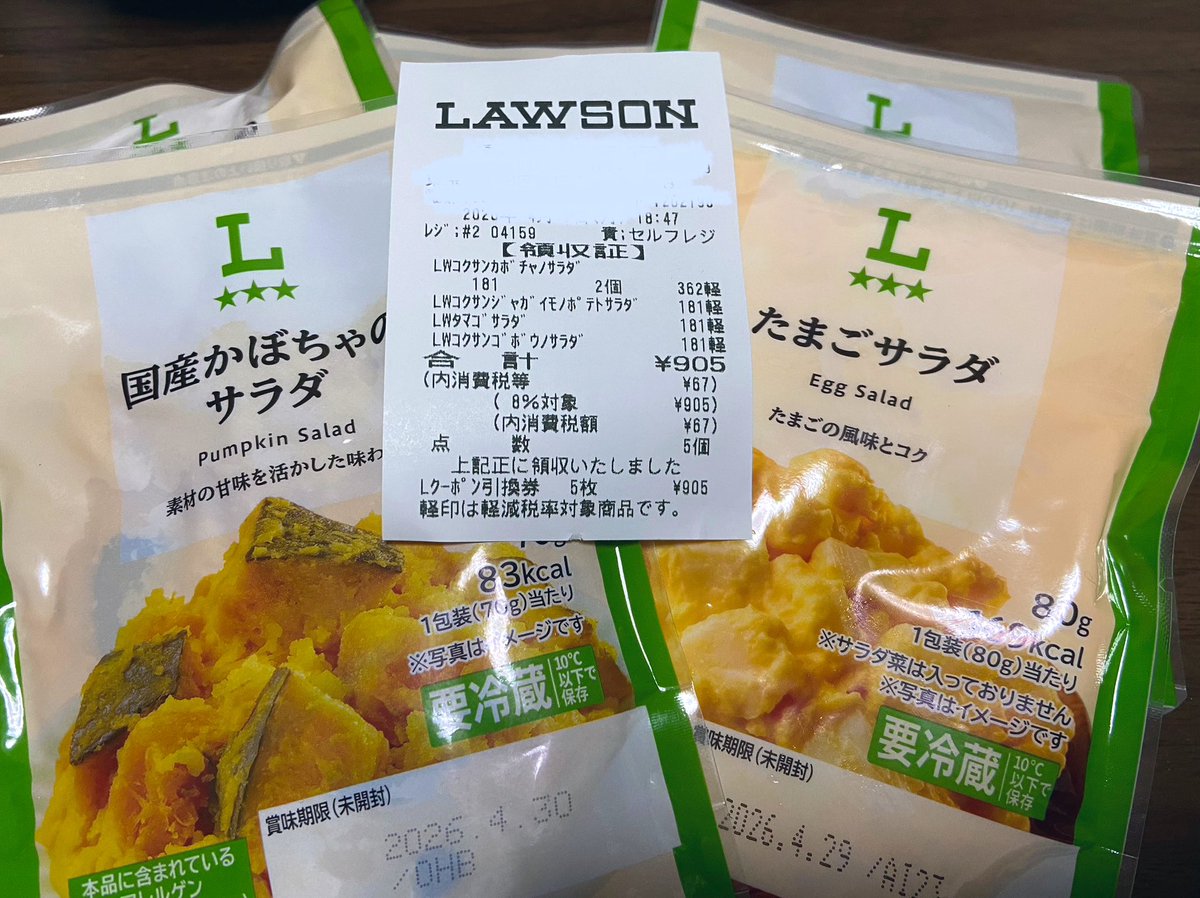 LAWSON
18:47
レジ;#2 04159 責;セルフレジ
【領収証】
LWコクサンカボチャノサラダ
181 2個 362軽
LWコクサンジャガイモノポテトサラダ 181軽
LWタマゴサラダ 181軽
LWコクサンゴボウノサラダ 181軽
合計 ¥905
(内消費税等 ¥67)
( 8%対象 ¥905)
(内消費税額 ¥67)
点数 5個
上記正に領収いたしました
Lクーポン引換券 5枚 ¥905
軽印は軽減税率対象商品です。
L
国産かぼちゃの
サラダ
Pumpkin Salad
素材の甘味を活かした味わ
83kcal
1包装(70g)当たり
※写真はイメージです
要冷蔵
10℃
以下で
保存
賞味期限(未開封)
2026.4.30
/OHB
本品に含まれている
アレルゲン
L
たまごサラダ
Egg Salad
たまごの風味とコク
80g
kcal
1包装(80g)当たり
※サラダ菜は入っておりません
※写真はイメージです
要冷蔵
10℃
以下で
保存
賞味期限(未開封)
2026.4.29 /AI23
L
L